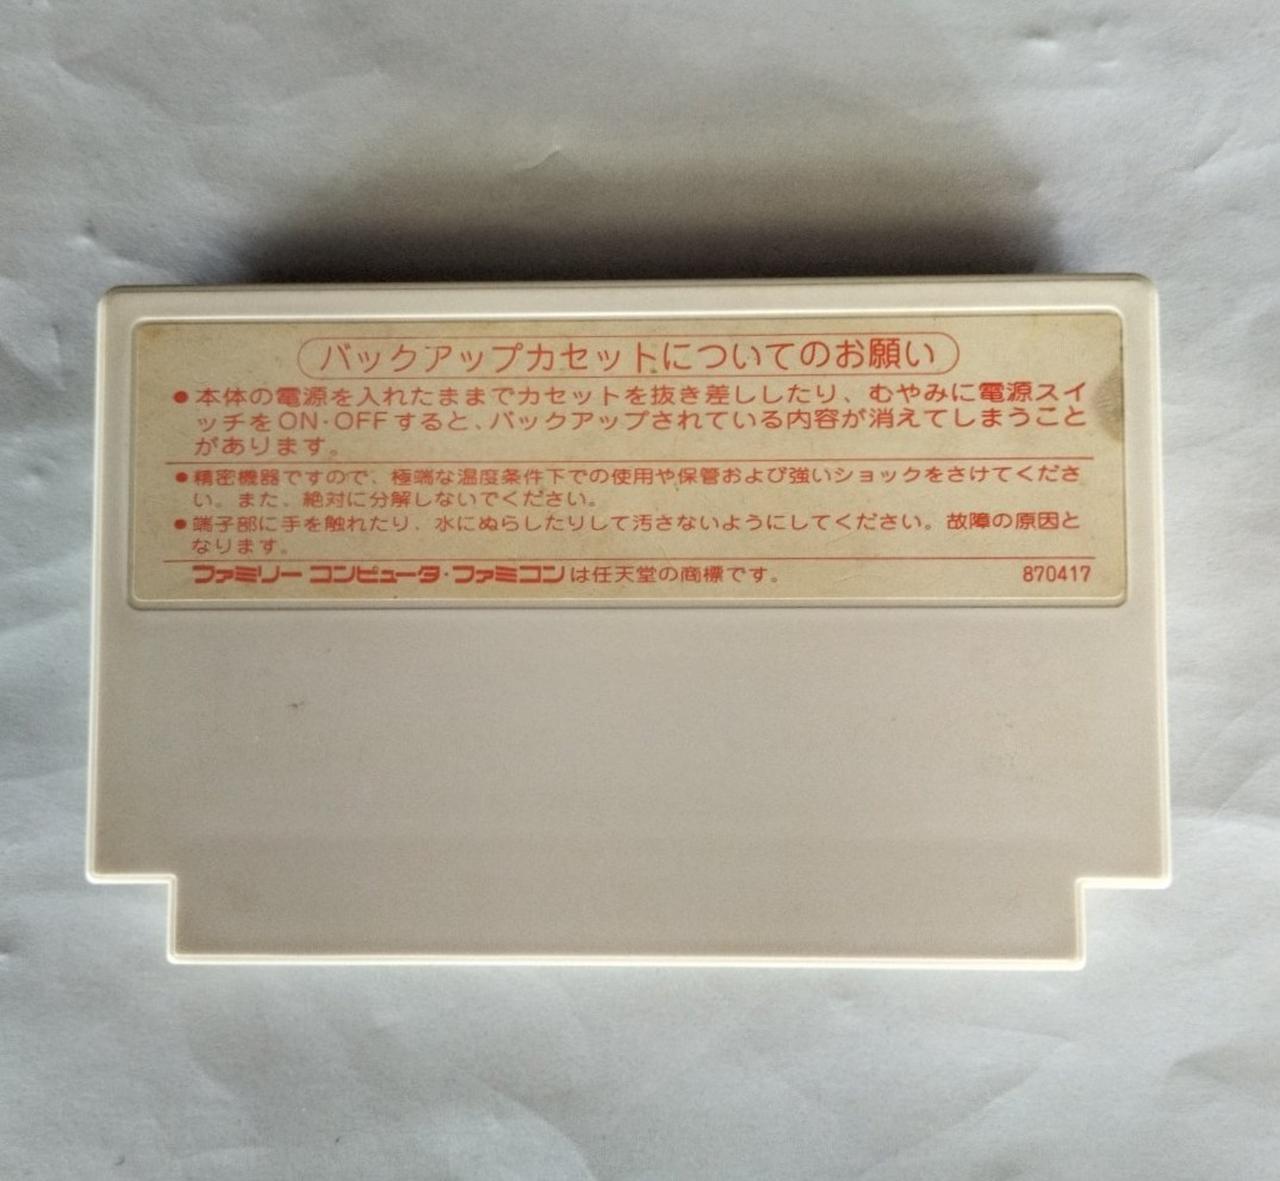 バックアップカセットについてのお願い
●本体の電源を入れたままでカセットを抜き差ししたり、むやみに電源スイ
ッチをON・OFFすると、バックアップされている内容が消えてしまうこと
があります。
●精密機器ですので、極端な温度条件下での使用や保管および強いショックをさけてくださ
い。また、絶対に分解しないでください。
●端子部に手を触れたり、水にぬらしたりして汚さないようにしてください。故障の原因と
なります。
ファミリーコンピュータ・ファミコンは任天堂の商標です。 870417